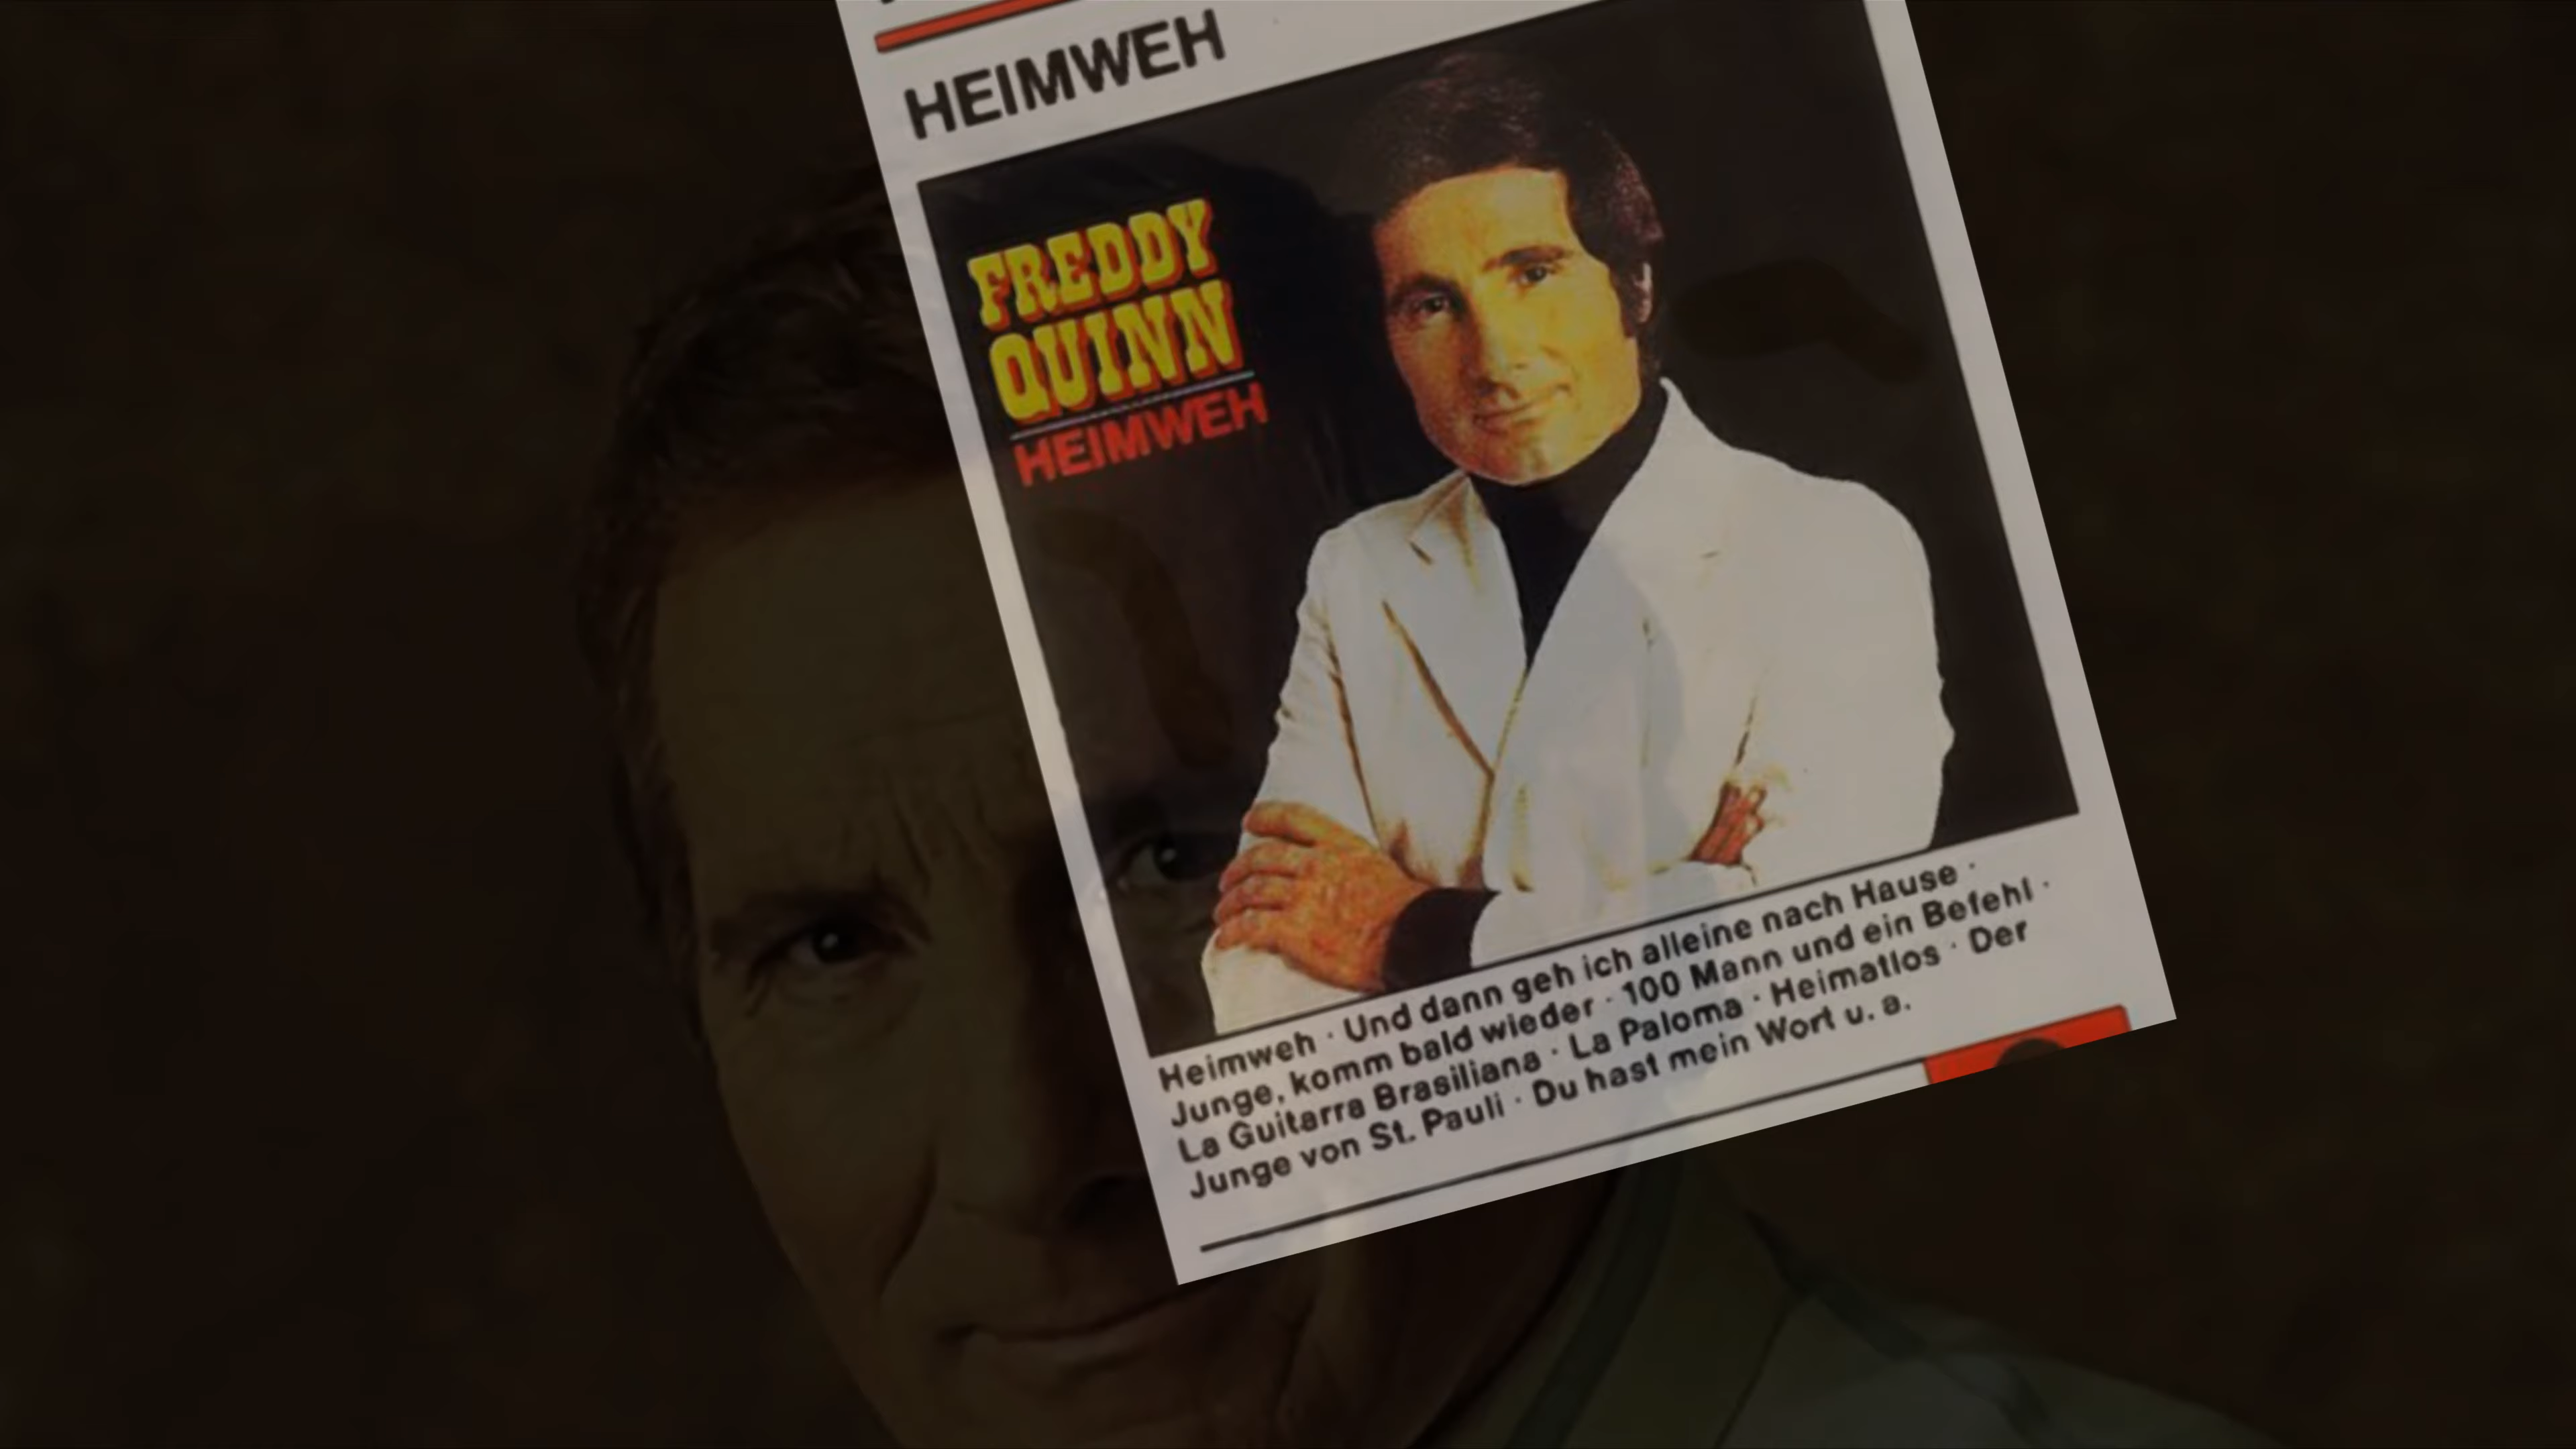 HEIMWEH
FREDDY
QUINN
HEIMWEH
Heimweh · Und dann geh ich alleine nach Hause ·
Junge, komm bald wieder · 100 Mann und ein Befehl ·
La Guitarra Brasiliana · La Paloma · Heimatlos · Der
Junge von St. Pauli · Du hast mein Wort u. a.